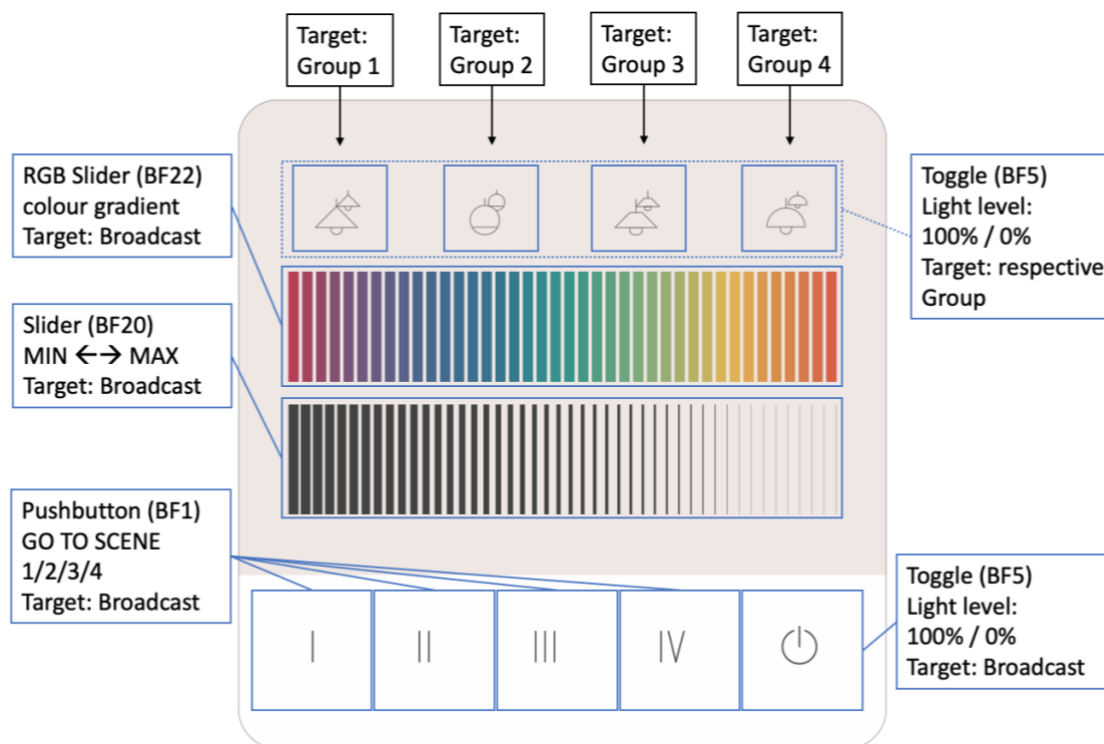 Target:
Group 1
Target:
Group 2
Target:
Group 3
Target:
Group 4
RGB Slider (BF22)
colour gradient
Target: Broadcast
Toggle (BF5)
Light level:
100% / 0%
Target: respective
Group
Slider (BF20)
MIN ←→ MAX
Target: Broadcast
Pushbutton (BF1)
GO TO SCENE
1/2/3/4
Target: Broadcast
Toggle (BF5)
Light level:
100% / 0%
Target: Broadcast
I II III IV